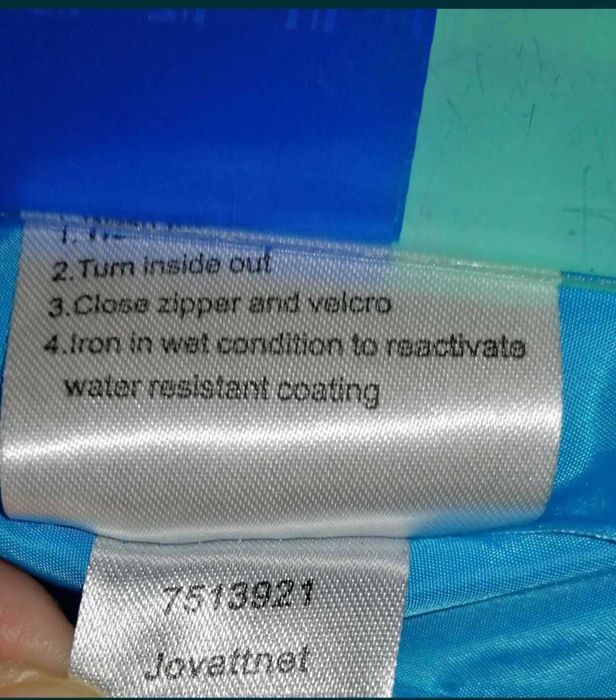 2.Turn inside out
3.Close zipper and velcro
4.Iron in wet condition to reactivate
water resistant coating
7513921
Jovattnet